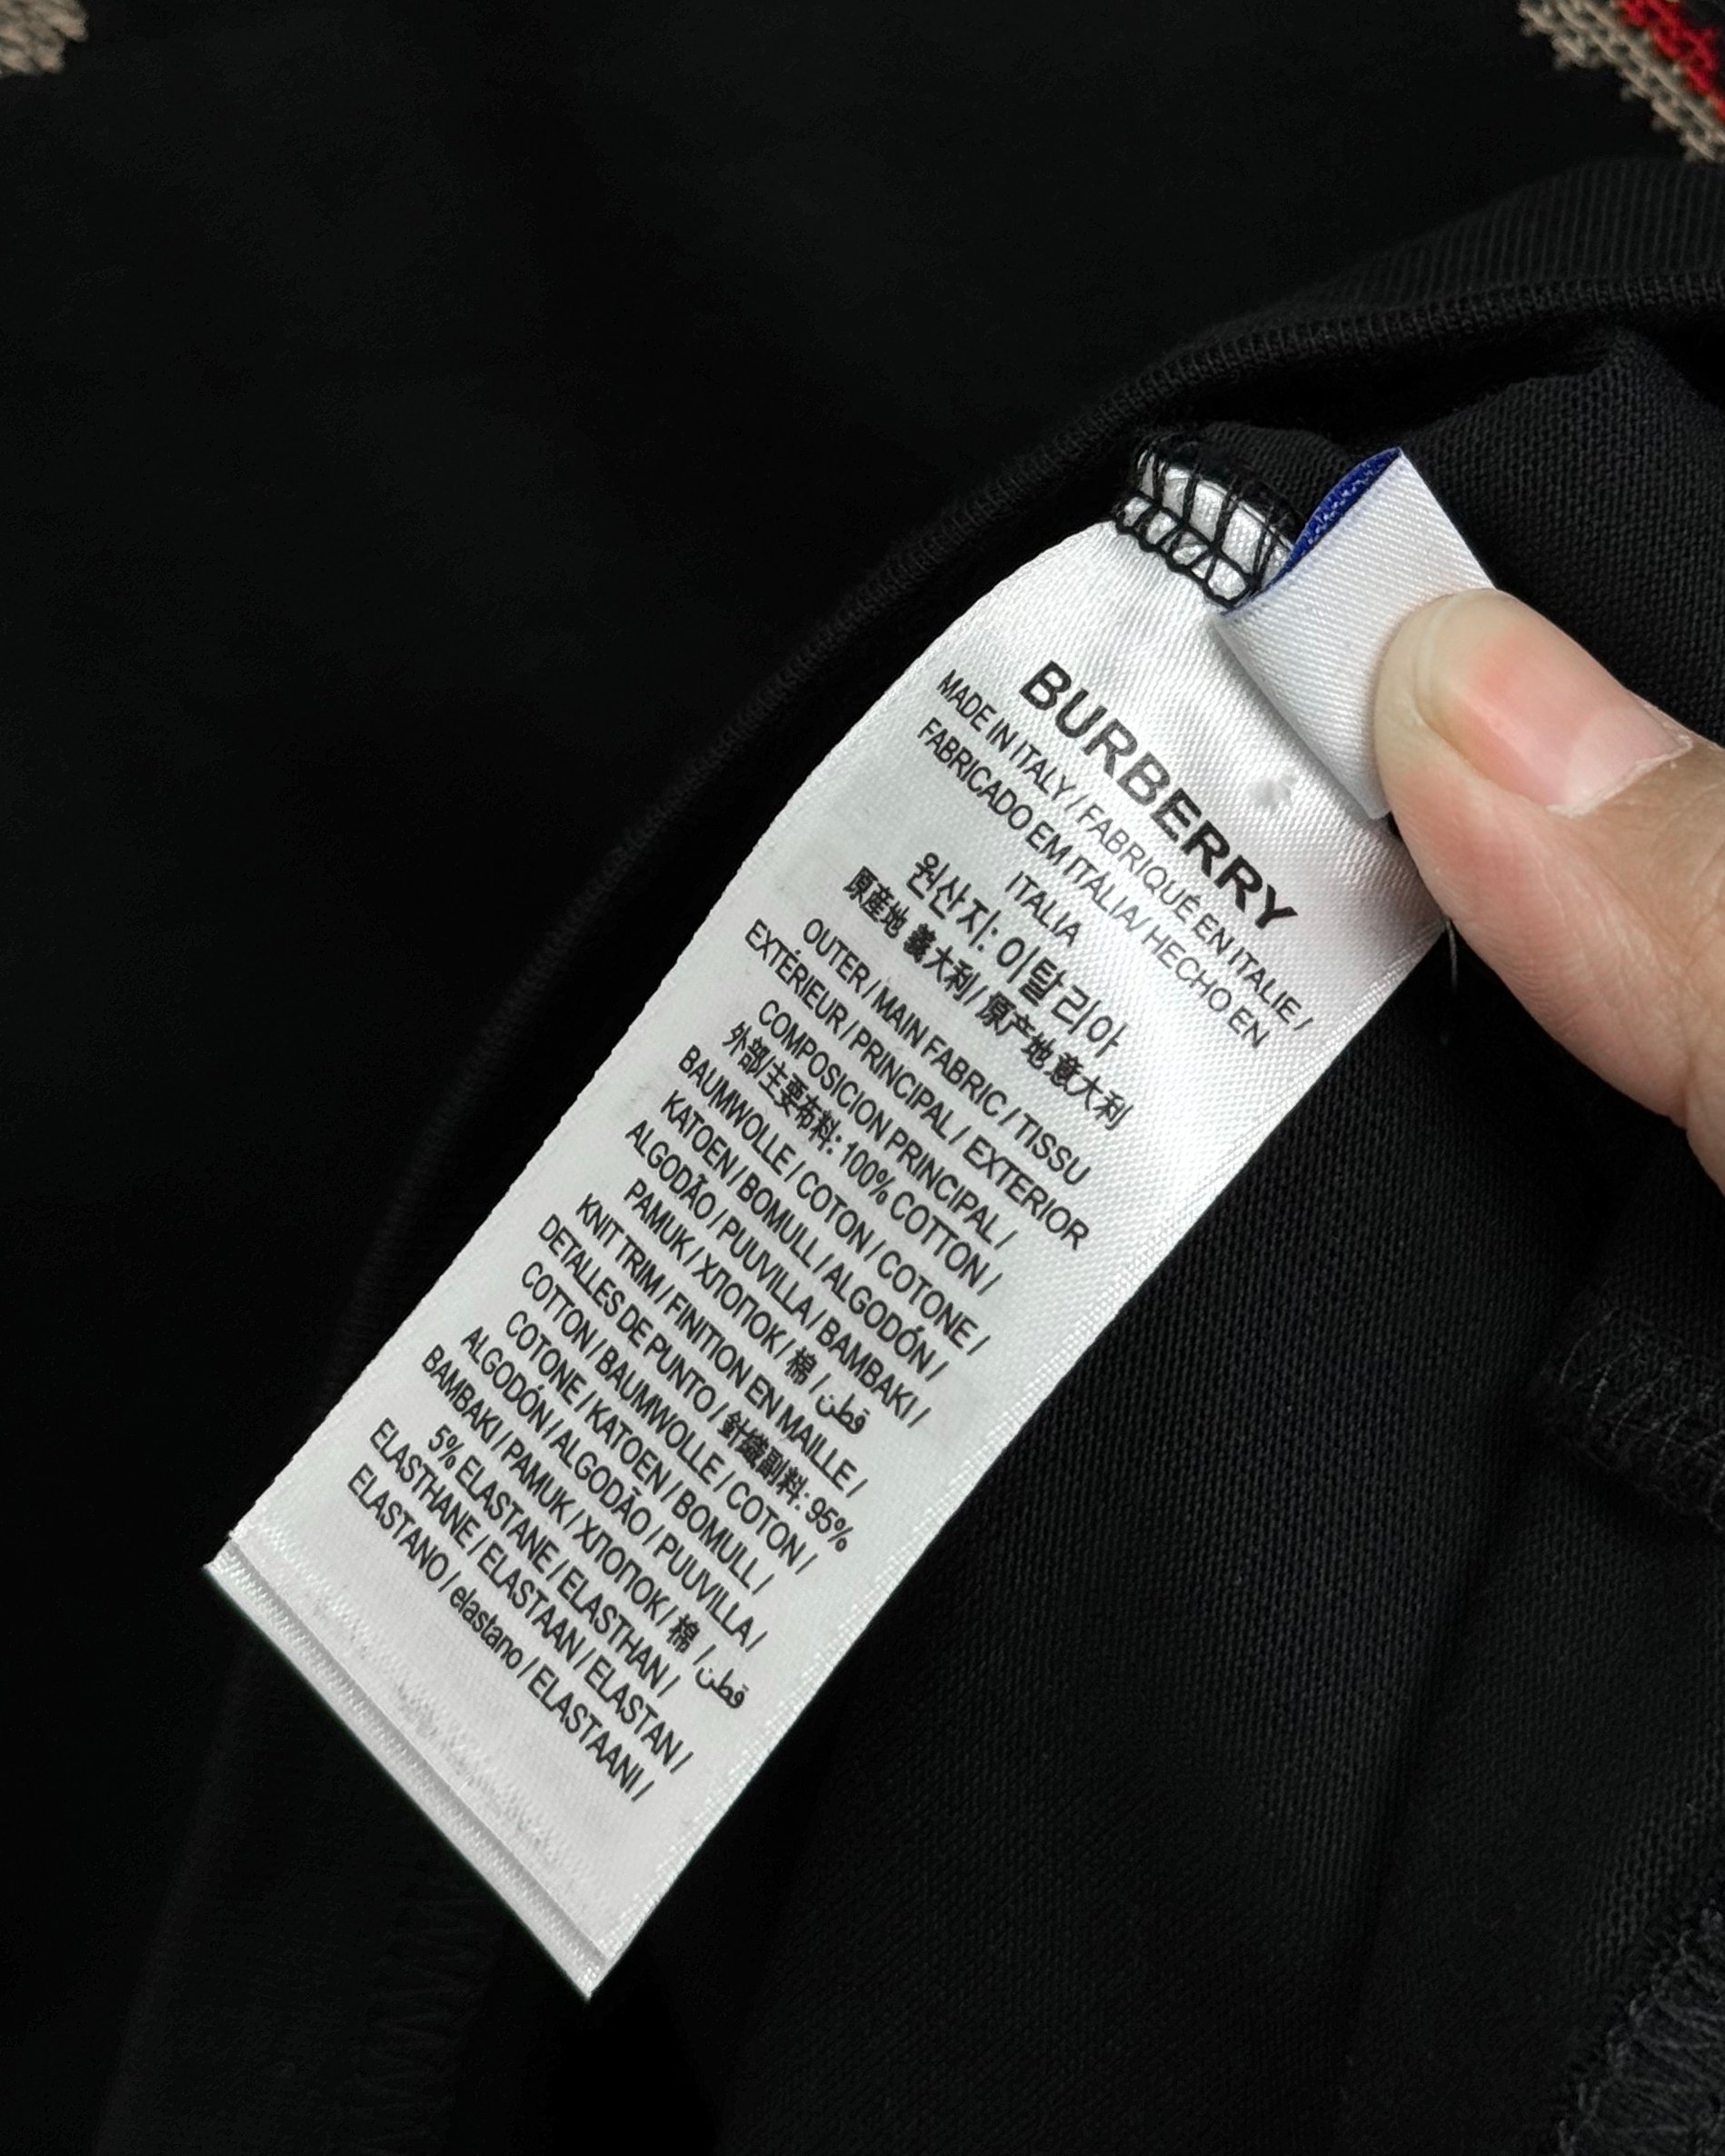 BURBERRY
MADE IN ITALY / FABRIQUÉ EN ITALIE /
FABRICADO EM ITÁLIA/ HECHO EN
ITALIA
원산지: 이탈리아
原產地 義大利 / 原产地 意大利
OUTER / MAIN FABRIC / TISSU
EXTÉRIEUR / PRINCIPAL / EXTERIOR
COMPOSICION PRINCIPAL /
外部/主要布料: 100% COTTON /
BAUMWOLLE / COTON / COTONE /
KATOEN / BOMULL / ALGODÓN /
ALGODÃO / PUUVILLA / BAMBAKI /
PAMUK / ХЛОПОК / 棉 / قطن
KNIT TRIM / FINITION EN MAILLE /
DETALLES DE PUNTO / 針織副料: 95%
COTTON / BAUMWOLLE / COTON /
COTONE / KATOEN / BOMULL /
ALGODÓN / ALGODÃO / PUUVILLA /
BAMBAKI / PAMUK / ХЛОПОК / 棉 / قطن
5% ELASTANE / ELASTHAN /
ELASTHANE / ELASTAAN / ELASTAN /
ELASTANO / elastano / ELASTAANI /